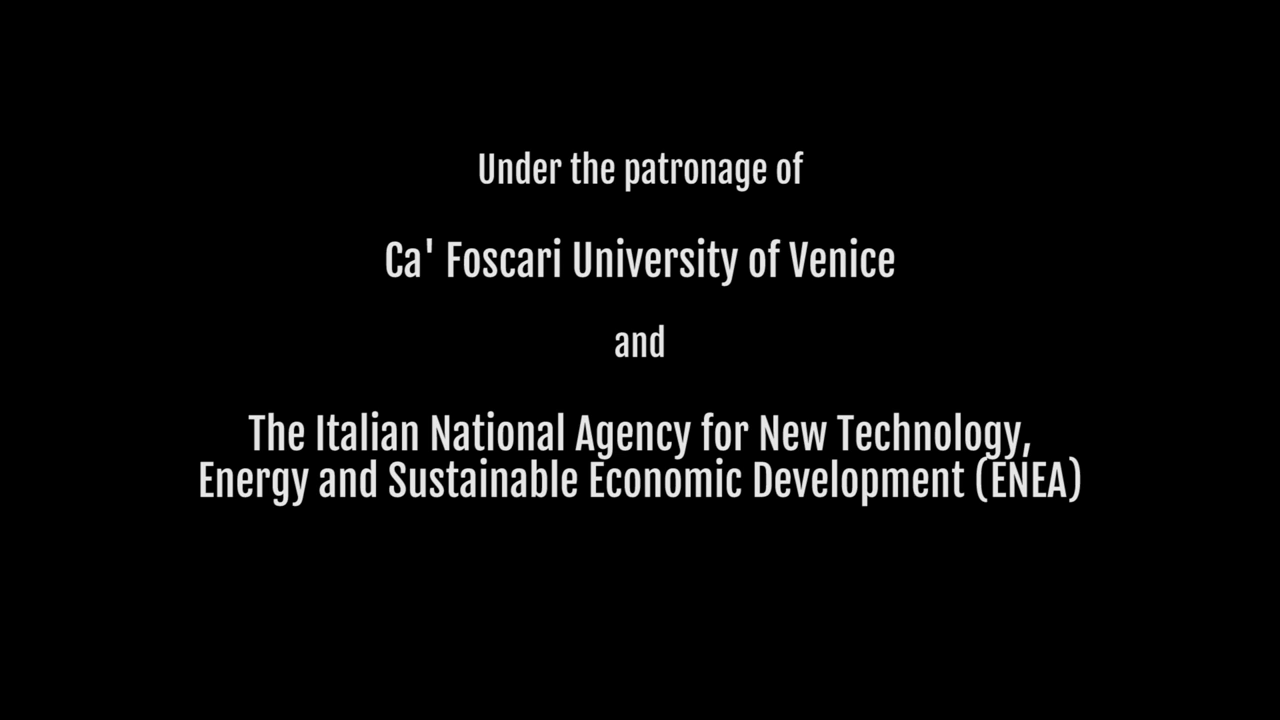 Under the patronage of
Ca' Foscari University of Venice
and
The Italian National Agency for New Technology,
Energy and Sustainable Economic Development (ENEA)